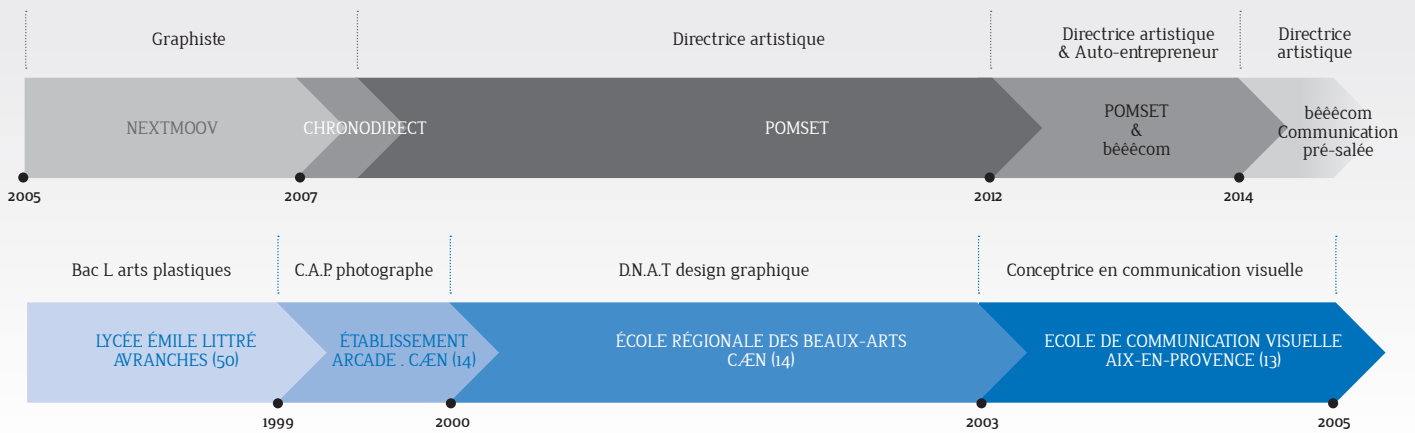 Graphiste
Directrice artistique
Directrice artistique
& Auto-entrepreneur
Directrice
artistique
NEXTMOOV
CHRONODIRECT
POMSET
POMSET
&
bêêêcom
bêêêcom
Communication
pré-salée
2005
2007
2012
2014
Bac L arts plastiques
C.A.P. photographe
D.N.A.T design graphique
Conceptrice en communication visuelle
LYCÉE ÉMILE LITTRÉ
AVRANCHES (50)
ÉTABLISSEMENT
ARCADE . CÆN (14)
ÉCOLE RÉGIONALE DES BEAUX-ARTS
CÆN (14)
ECOLE DE COMMUNICATION VISUELLE
AIX-EN-PROVENCE (13)
1999
2000
2003
2005